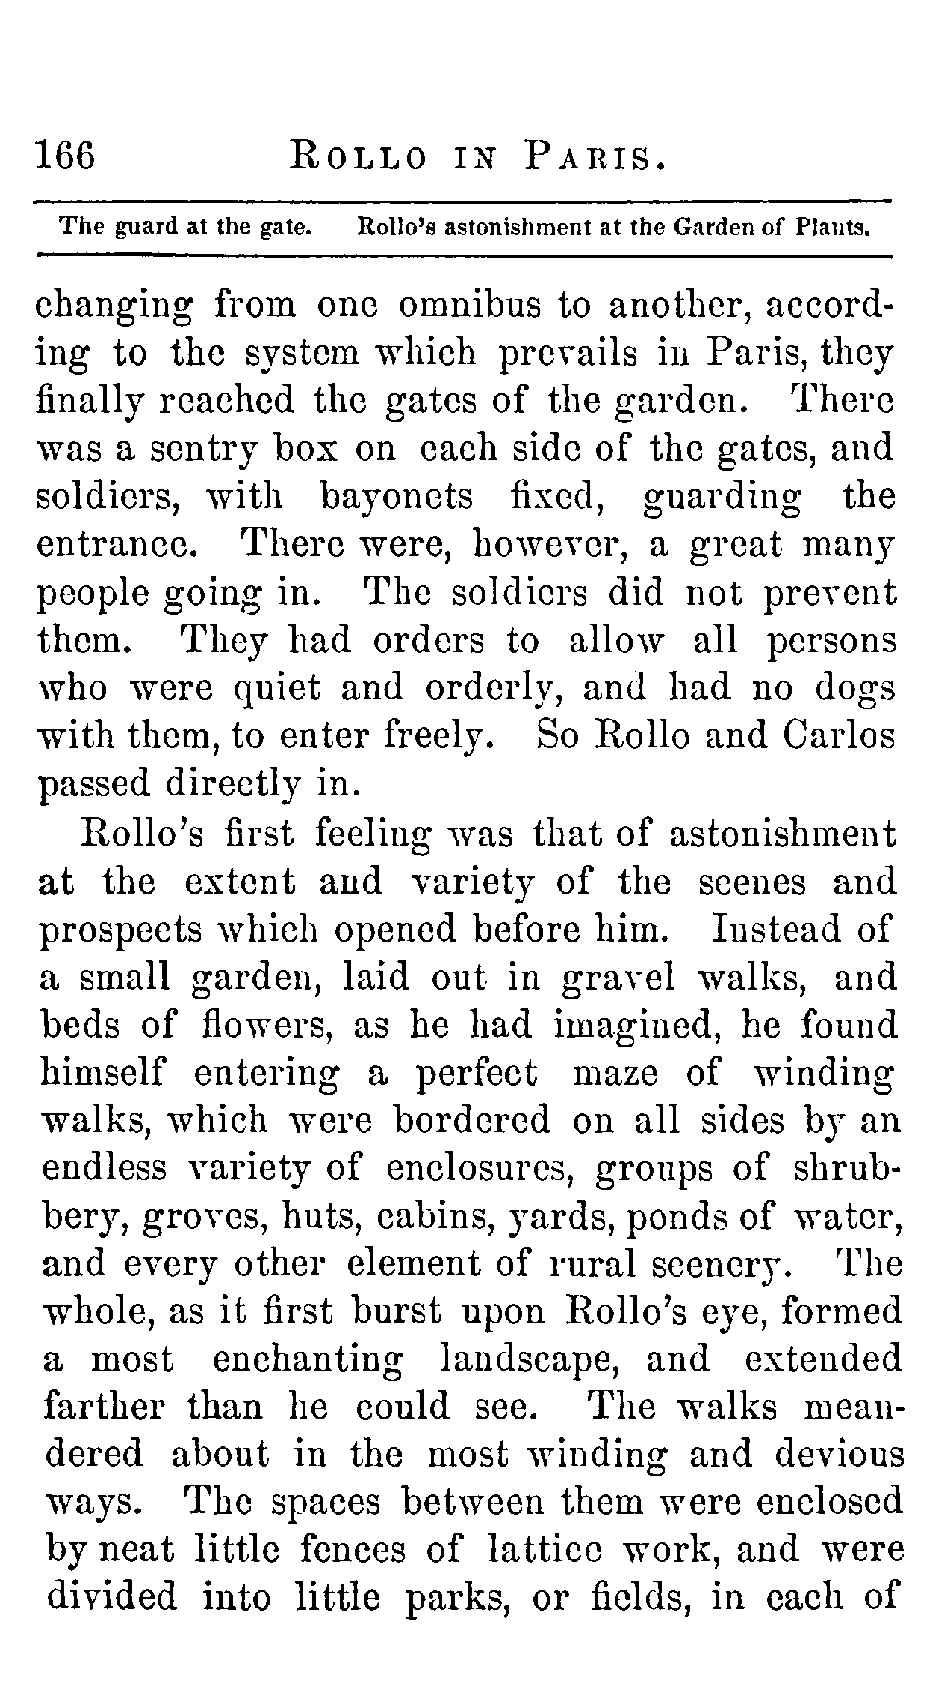 166 ROLLO IN PARIS.
The guard at the gate. Rollo's astonishment at the Garden of Plants.
changing from one omnibus to another, accord-
ing to the system which prevails in Paris, they
finally reached the gates of the garden. There
was a sentry box on each side of the gates, and
soldiers, with bayonets fixed, guarding the
entrance. There were, however, a great many
people going in. The soldiers did not prevent
them. They had orders to allow all persons
who were quiet and orderly, and had no dogs
with them, to enter freely. So Rollo and Carlos
passed directly in.
Rollo's first feeling was that of astonishment
at the extent and variety of the scenes and
prospects which opened before him. Instead of
a small garden, laid out in gravel walks, and
beds of flowers, as he had imagined, he found
himself entering a perfect maze of winding
walks, which were bordered on all sides by an
endless variety of enclosures, groups of shrub-
bery, groves, huts, cabins, yards, ponds of water,
and every other element of rural scenery. The
whole, as it first burst upon Rollo's eye, formed
a most enchanting landscape, and extended
farther than he could see. The walks mean-
dered about in the most winding and devious
ways. The spaces between them were enclosed
by neat little fences of lattice work, and were
divided into little parks, or fields, in each of